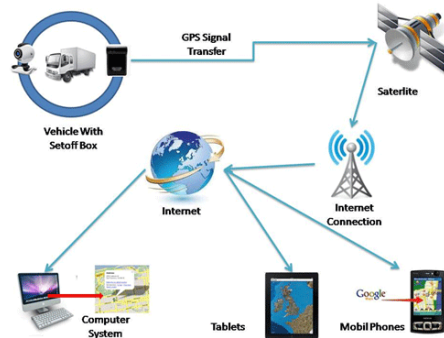 GPS Signal
Transfer
Saterlite
Vehicle With
Setoff Box
Internet
Internet
Connection
Computer
System
Tablets
Google
Mobil Phones